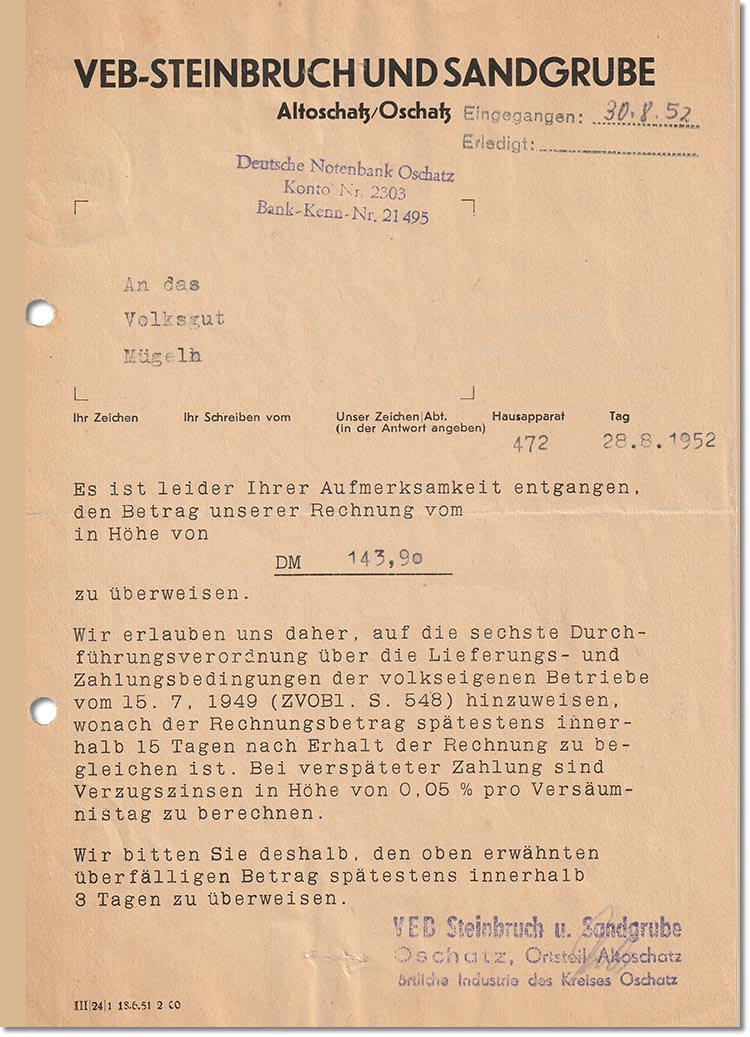 VEB-STEINBRUCH UND SANDGRUBE
Altoschatz/Oschatz
Eingegangen: 30.8.52
Erledigt:
Deutsche Notenbank Oschatz
Konto Nr. 2303
Bank-Kenn-Nr. 21495
An das
Volksgut
Mügeln
Ihr Zeichen Ihr Schreiben vom Unser Zeichen|Abt. Hausapparat Tag
(in der Antwort angeben)
472 28.8.1952
Es ist leider Ihrer Aufmerksamkeit entgangen,
den Betrag unserer Rechnung vom
in Höhe von
DM 143,90
zu überweisen.
Wir erlauben uns daher, auf die sechste Durch-
führungsverordnung über die Lieferungs- und
Zahlungsbedingungen der volkseigenen Betriebe
vom 15. 7, 1949 (ZVOBl. S. 548) hinzuweisen,
wonach der Rechnungsbetrag spätestens inner-
halb 15 Tagen nach Erhalt der Rechnung zu be-
gleichen ist. Bei verspäteter Zahlung sind
Verzugszinsen in Höhe von 0,05 % pro Versäum-
nistag zu berechnen.
Wir bitten Sie deshalb, den oben erwähnten
überfälligen Betrag spätestens innerhalb
3 Tagen zu überweisen.
VEB Steinbruch u. Sandgrube
Oschatz, Ortsteil Altoschatz
örtliche Industrie des Kreises Oschatz
III|24|1 18.6.51 2 00